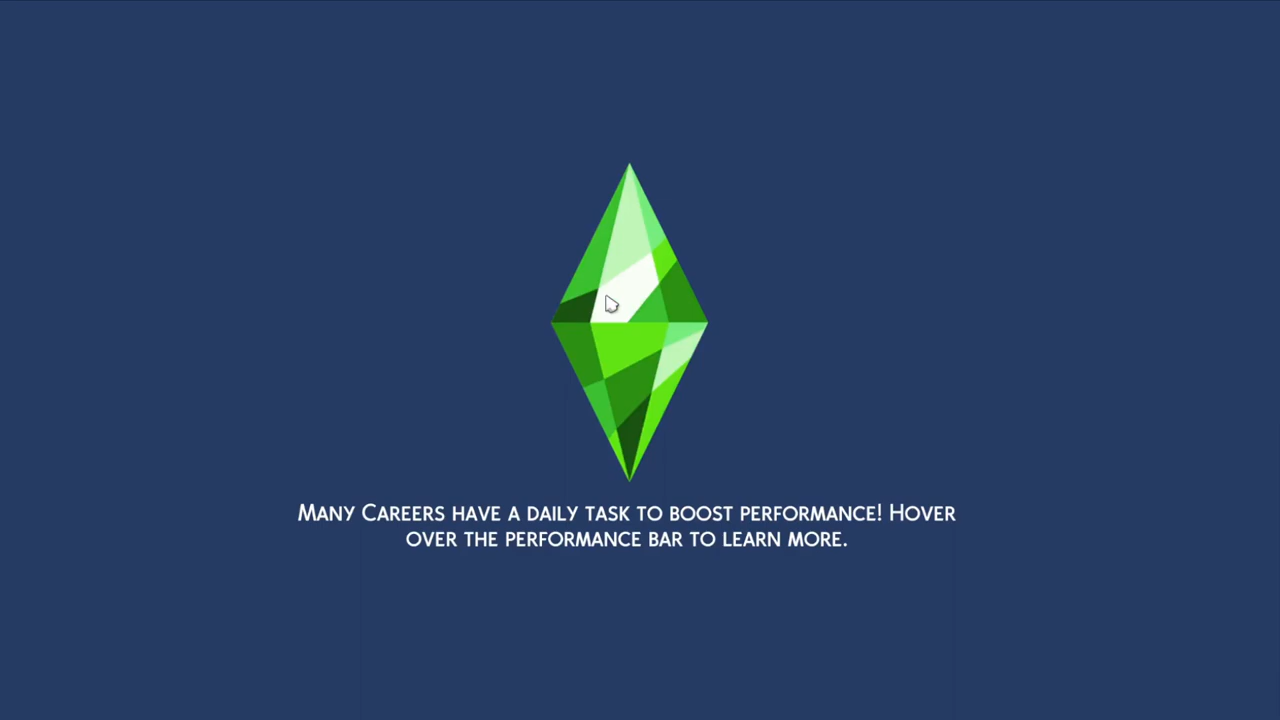 Many Careers have a daily task to boost performance! Hover
over the performance bar to learn more.